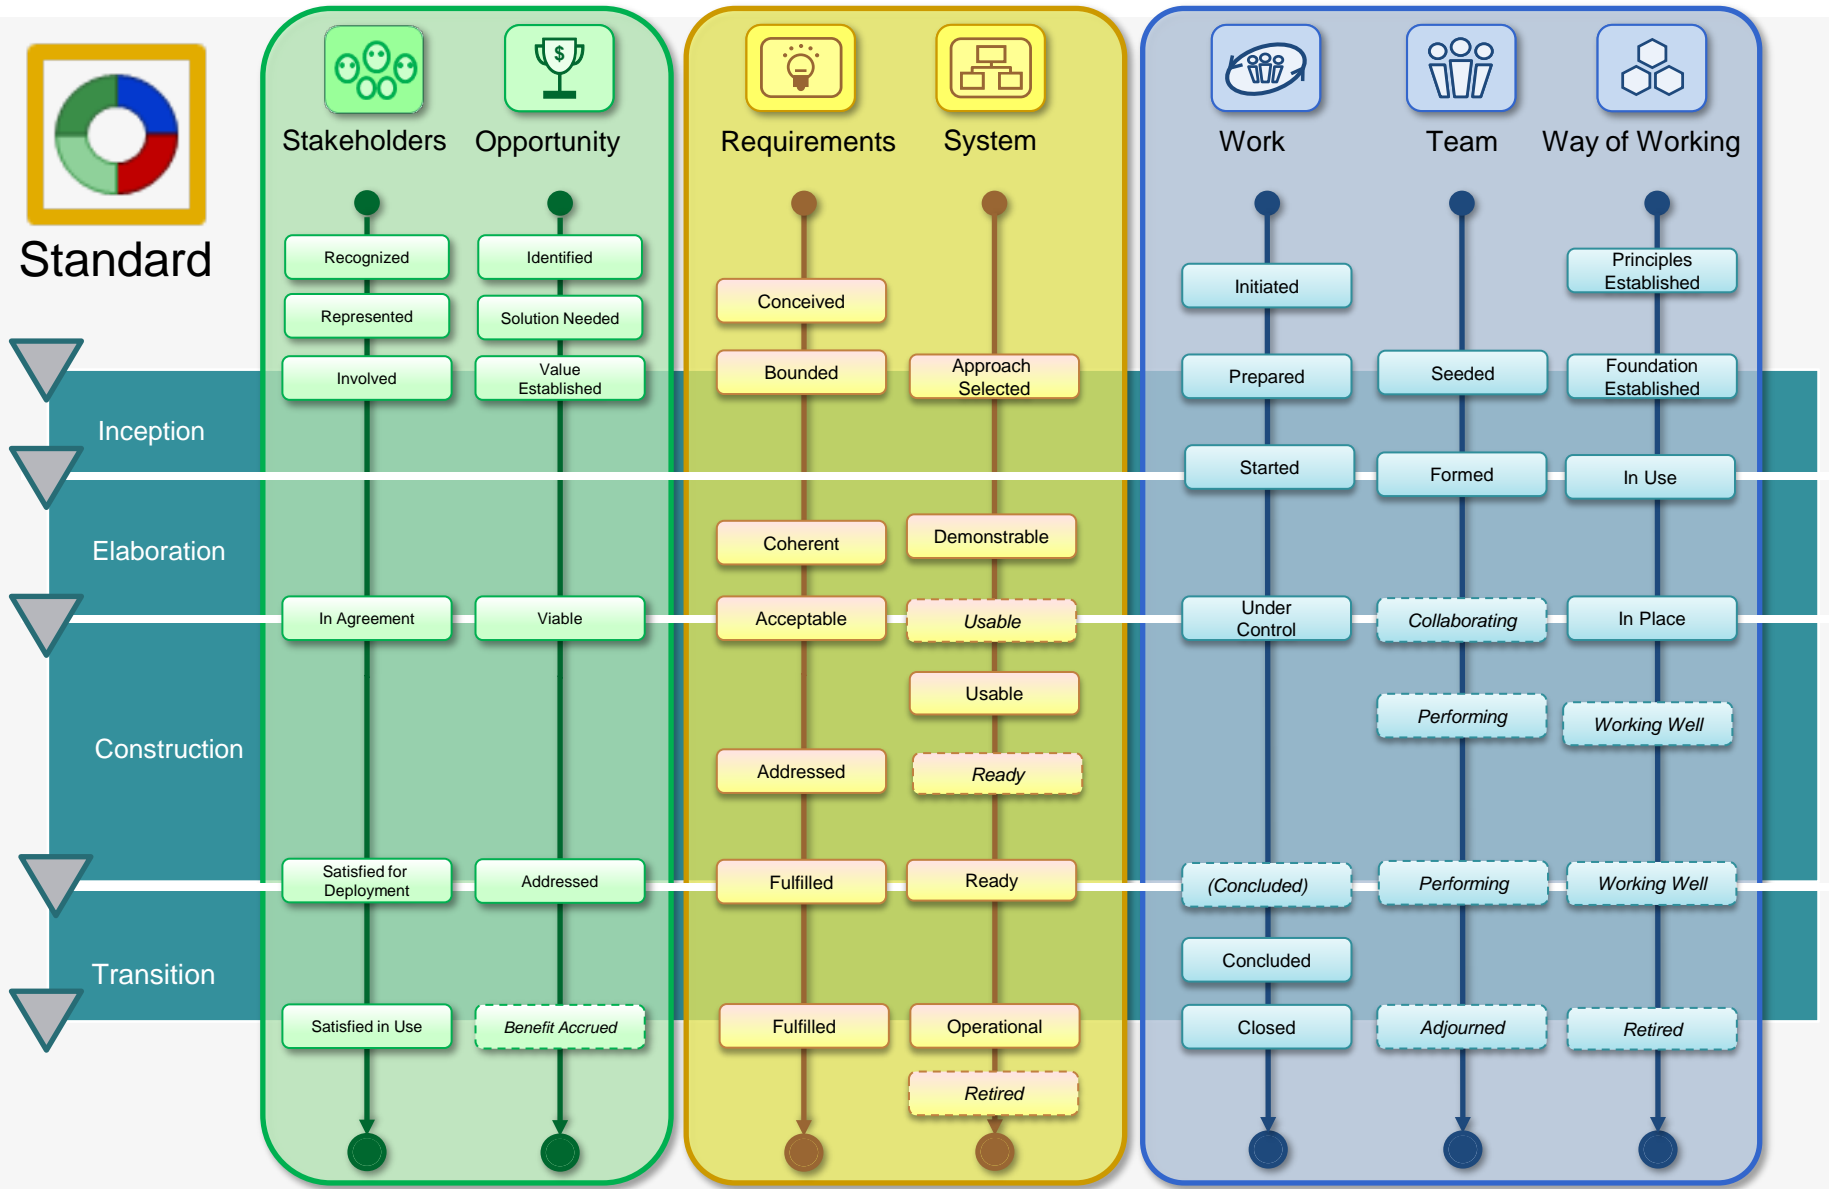 $
Stakeholders
Opportunity
Requirements
System
Work
Team
Way of Working
Standard
Recognized
Identified
Conceived
Initiated
Principles
Established
Represented
Solution Needed
Involved
Value
Established
Bounded
Approach
Selected
Prepared
Seeded
Foundation
Established
Inception
Started
Formed
In Use
Elaboration
Coherent
Demonstrable
In Agreement
Viable
Acceptable
Usable
Under
Control
Collaborating
In Place
Usable
Performing
Working Well
Construction
Addressed
Ready
Satisfied for
Deployment
Addressed
Fulfilled
Ready
(Concluded)
Performing
Working Well
Transition
Concluded
Satisfied in Use
Benefit Accrued
Fulfilled
Operational
Closed
Adjourned
Retired
Retired